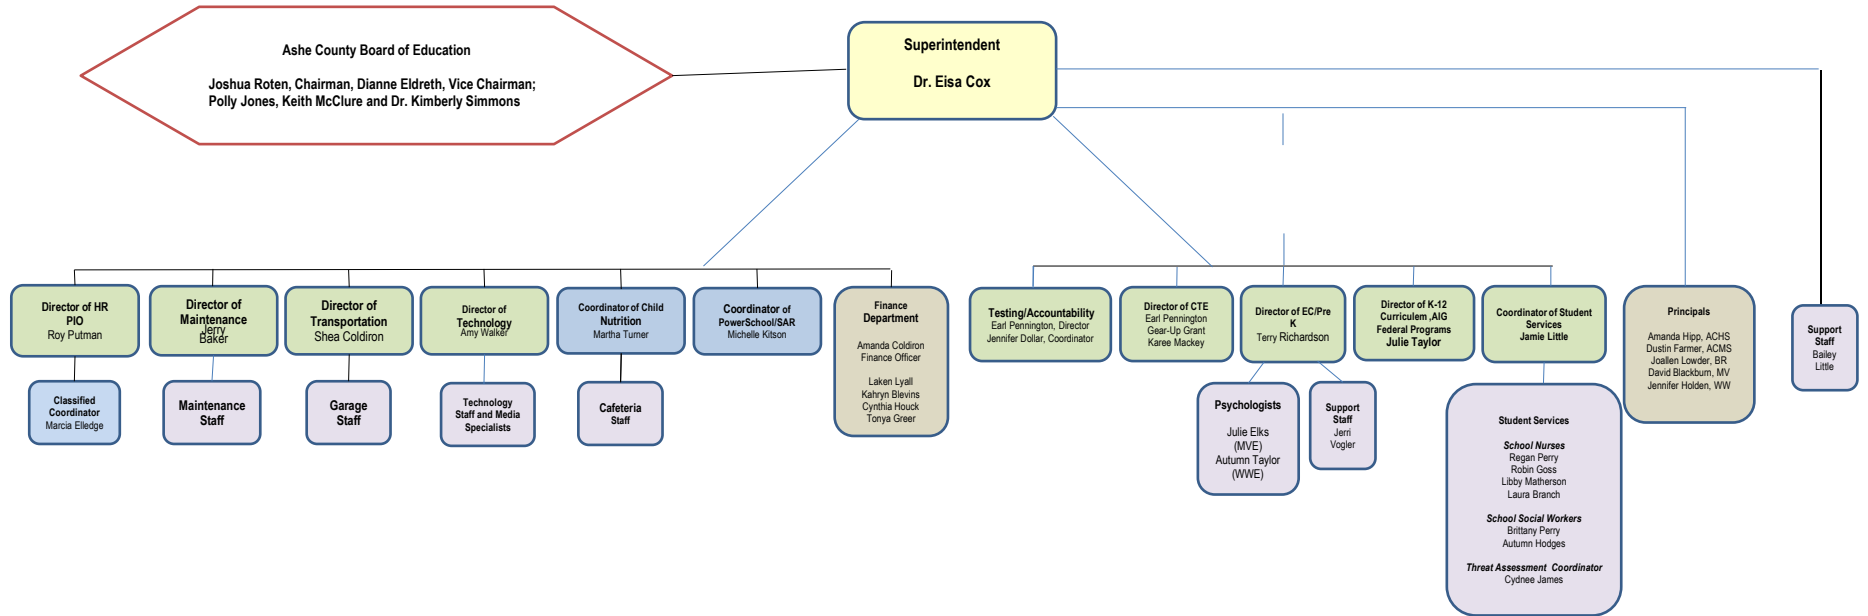 Ashe County Board of Education
Joshua Roten, Chairman, Dianne Eldreth, Vice Chairman;
Polly Jones, Keith McClure and Dr. Kimberly Simmons
Superintendent
Dr. Eisa Cox
Director of HR
PIO
Roy Putman
Director of
Maintenance
Jerry
Baker
Director of
Transportation
Shea Coldiron
Director of
Technology
Amy Walker
Coordinator of Child
Nutrition
Martha Turner
Coordinator of
PowerSchool/SAR
Michelle Kitson
Finance
Department
Amanda Coldiron
Finance Officer
Laken Lyall
Kahryn Blevins
Cynthia Houck
Tonya Greer
Testing/Accountability
Earl Pennington, Director
Jennifer Dollar, Coordinator
Director of CTE
Earl Pennington
Gear-Up Grant
Karee Mackey
Director of EC/Pre
K
Terry Richardson
Director of K-12
Curriculem ,AIG
Federal Programs
Julie Taylor
Coordinator of Student
Services
Jamie Little
Principals
Amanda Hipp, ACHS
Dustin Farmer, ACMS
Joallen Lowder, BR
David Blackburn, MV
Jennifer Holden, WW
Support
Staff
Bailey
Little
Classified
Coordinator
Marcia Elledge
Maintenance
Staff
Garage
Staff
Technology
Staff and Media
Specialists
Cafeteria
Staff
Psychologists
Julie Elks
(MVE)
Autumn Taylor
(WWE)
Support
Staff
Jerri
Vogler
Student Services
School Nurses
Regan Perry
Robin Goss
Libby Matherson
Laura Branch
School Social Workers
Brittany Perry
Autumn Hodges
Threat Assessment Coordinator
Cydnee James